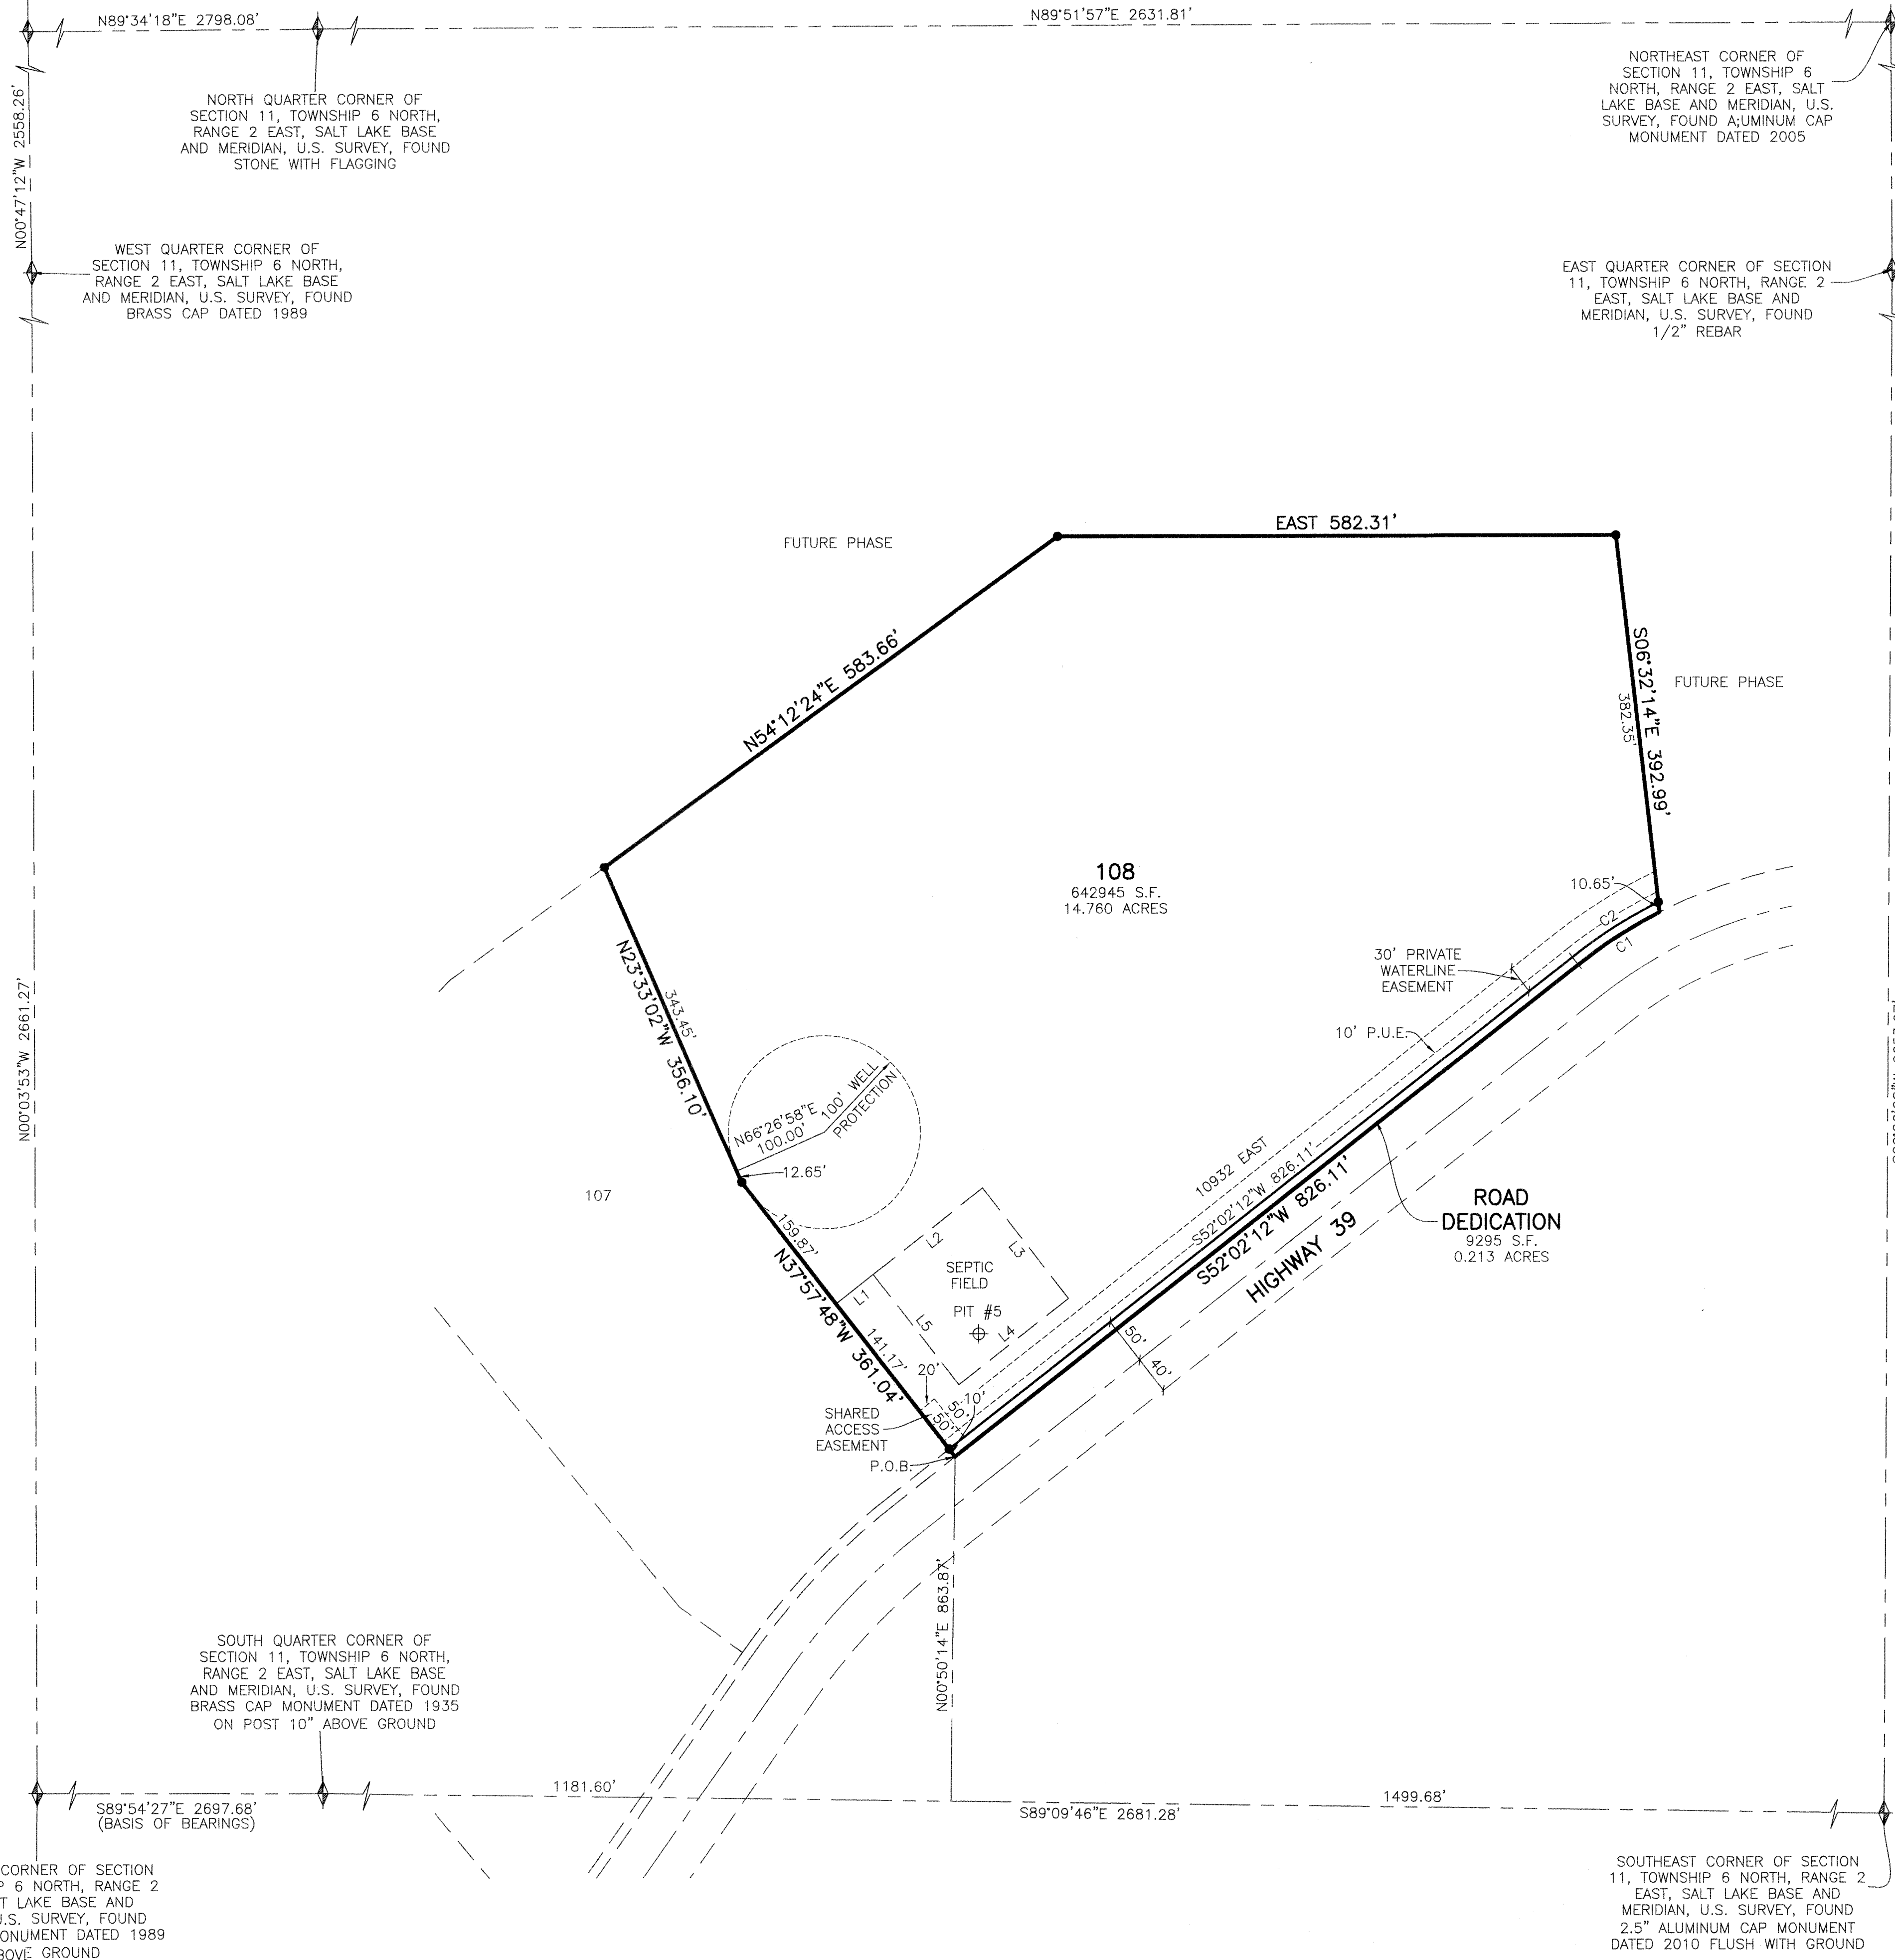 N89°34'18"E 2798.08'
N89°51'57"E 2631.81'
N00°47'12"W 2558.26'
NORTH QUARTER CORNER OF
SECTION 11, TOWNSHIP 6 NORTH,
RANGE 2 EAST, SALT LAKE BASE
AND MERIDIAN, U.S. SURVEY, FOUND
STONE WITH FLAGGING
NORTHEAST CORNER OF
SECTION 11, TOWNSHIP 6
NORTH, RANGE 2 EAST, SALT
LAKE BASE AND MERIDIAN, U.S.
SURVEY, FOUND A;UMINUM CAP
MONUMENT DATED 2005
WEST QUARTER CORNER OF
SECTION 11, TOWNSHIP 6 NORTH,
RANGE 2 EAST, SALT LAKE BASE
AND MERIDIAN, U.S. SURVEY, FOUND
BRASS CAP DATED 1989
EAST QUARTER CORNER OF SECTION
11, TOWNSHIP 6 NORTH, RANGE 2
EAST, SALT LAKE BASE AND
MERIDIAN, U.S. SURVEY, FOUND
1/2" REBAR
FUTURE PHASE
EAST 582.31'
N54°12'24"E 583.66'
S06°32'14"E 392.99'
382.35'
FUTURE PHASE
108
642945 S.F.
14.760 ACRES
10.65'
C2
C1
30' PRIVATE
WATERLINE
EASEMENT
10' P.U.E.
N23°33'02"W 356.10'
343.45'
N00°03'53"W 2661.27'
N66°26'58"E
100.00'
100' WELL
PROTECTION
12.65'
107
159.87'
N37°57'48"W 361.04'
141.17'
L1
L2
L3
L4
L5
SEPTIC
FIELD
PIT #5
10932 EAST
S52°02'12"W 826.11'
S52°02'12"W 826.11'
HIGHWAY 39
ROAD
DEDICATION
9295 S.F.
0.213 ACRES
50'
40'
20'
10'
50'
50'
SHARED
ACCESS
EASEMENT
P.O.B.
N00°50'14"E 863.87'
SOUTH QUARTER CORNER OF
SECTION 11, TOWNSHIP 6 NORTH,
RANGE 2 EAST, SALT LAKE BASE
AND MERIDIAN, U.S. SURVEY, FOUND
BRASS CAP MONUMENT DATED 1935
ON POST 10" ABOVE GROUND
1181.60'
1499.68'
S89°54'27"E 2697.68'
(BASIS OF BEARINGS)
S89°09'46"E 2681.28'
CORNER OF SECTION
P 6 NORTH, RANGE 2
T LAKE BASE AND
U.S. SURVEY, FOUND
ONUMENT DATED 1989
BOVE GROUND
SOUTHEAST CORNER OF SECTION
11, TOWNSHIP 6 NORTH, RANGE 2
EAST, SALT LAKE BASE AND
MERIDIAN, U.S. SURVEY, FOUND
2.5" ALUMINUM CAP MONUMENT
DATED 2010 FLUSH WITH GROUND